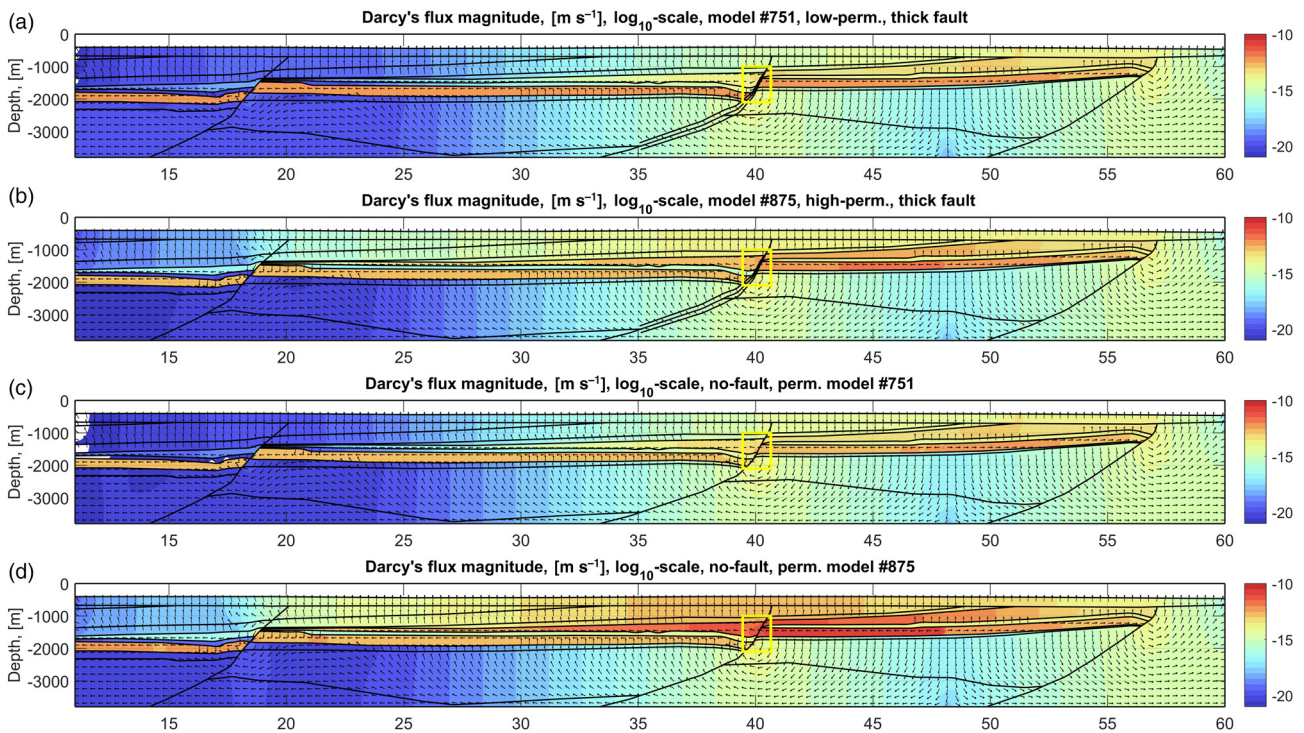 (a)
Darcy's flux magnitude, [m s⁻¹], log₁₀-scale, model #751, low-perm., thick fault
Depth, [m]
0
-1000
-2000
-3000
15 20 25 30 35 40 45 50 55 60
-10
-15
-20
(b)
Darcy's flux magnitude, [m s⁻¹], log₁₀-scale, model #875, high-perm., thick fault
Depth, [m]
0
-1000
-2000
-3000
15 20 25 30 35 40 45 50 55 60
-10
-15
-20
(c)
Darcy's flux magnitude, [m s⁻¹], log₁₀-scale, no-fault, perm. model #751
Depth, [m]
0
-1000
-2000
-3000
15 20 25 30 35 40 45 50 55 60
-10
-15
-20
(d)
Darcy's flux magnitude, [m s⁻¹], log₁₀-scale, no-fault, perm. model #875
Depth, [m]
0
-1000
-2000
-3000
15 20 25 30 35 40 45 50 55 60
-10
-15
-20